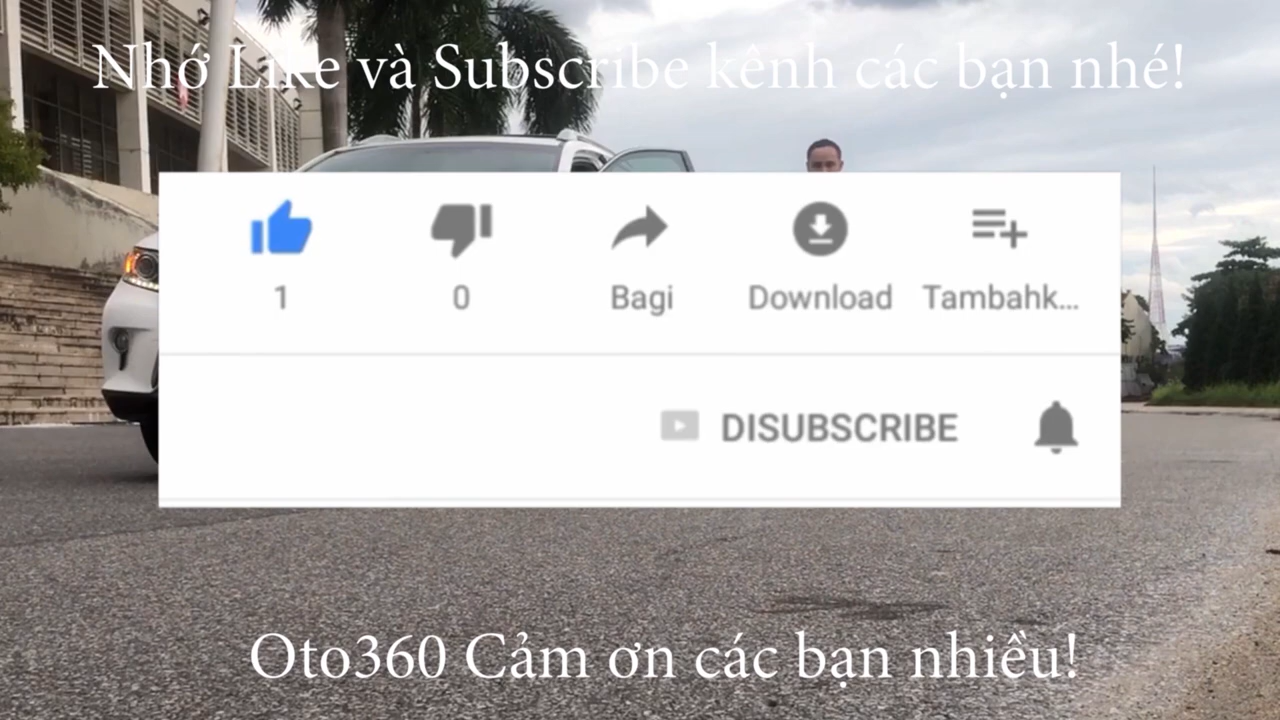 Nhớ Like và Subscribe kênh các bạn nhé!
1 0 Bagi Download Tambahk...
DISUBSCRIBE
Oto360 Cảm ơn các bạn nhiều!